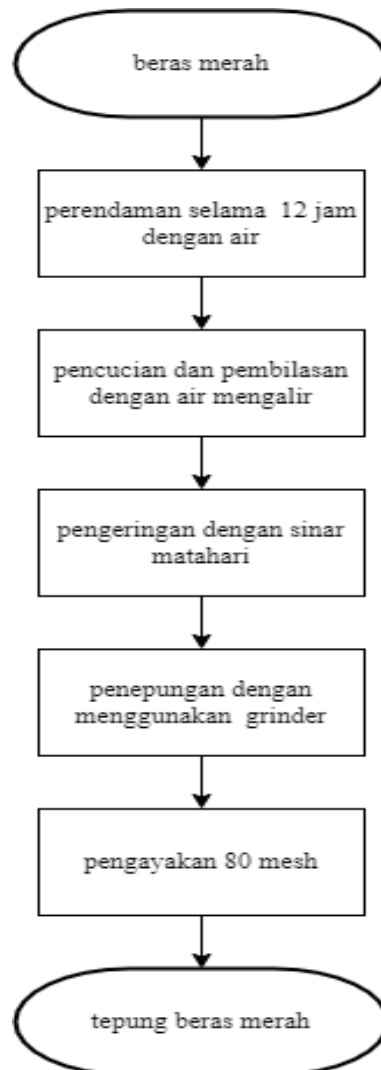 beras merah
perendaman selama 12 jam
dengan air
pencucian dan pembilasan
dengan air mengalir
pengeringan dengan sinar
matahari
penepungan dengan
menggunakan grinder
pengayakan 80 mesh
tepung beras merah